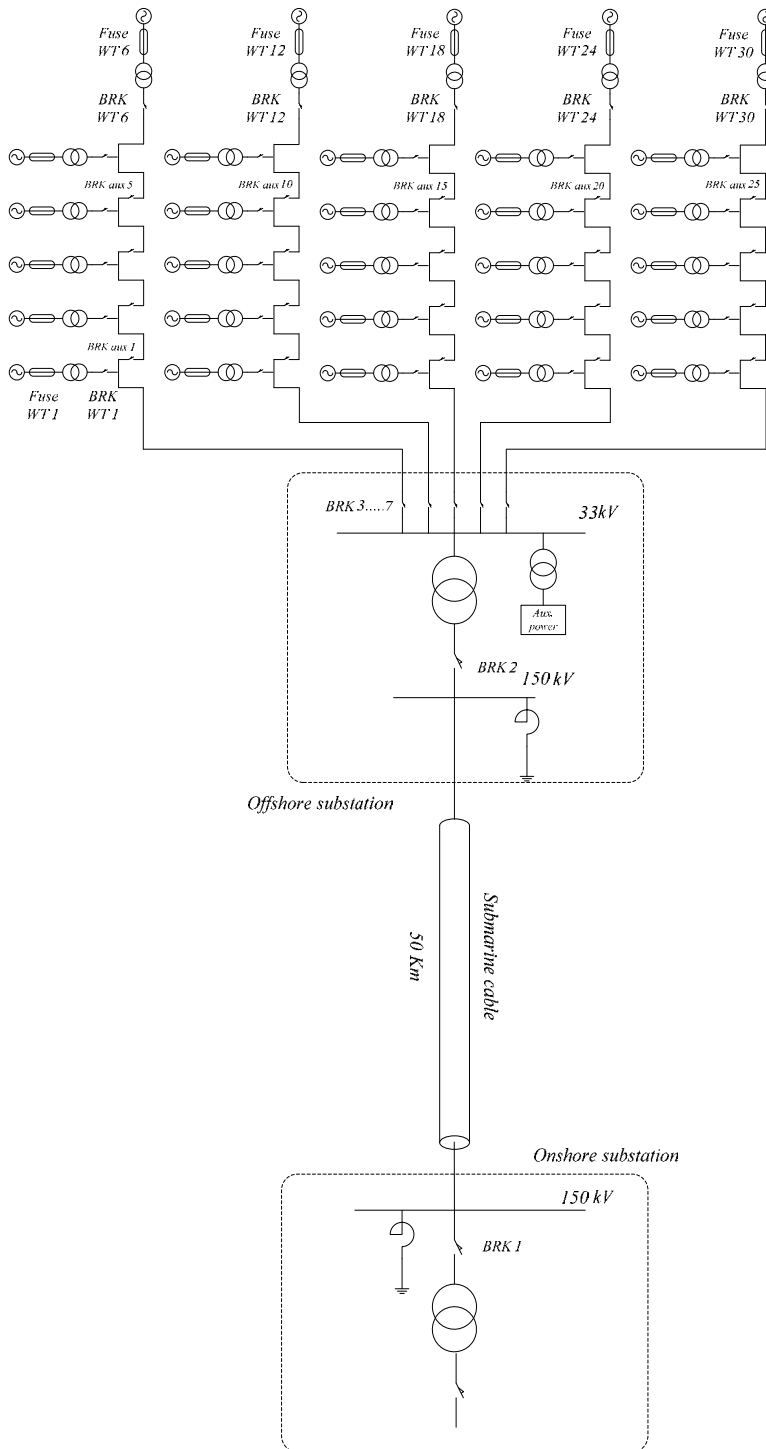 Fuse
WT 6
Fuse
WT 12
Fuse
WT 18
Fuse
WT 24
Fuse
WT 30
BRK
WT 6
BRK
WT 12
BRK
WT 18
BRK
WT 24
BRK
WT 30
BRK aux 5
BRK aux 10
BRK aux 15
BRK aux 20
BRK aux 25
BRK aux 1
Fuse
WT 1
BRK
WT 1
BRK 3.....7
33kV
Aux.
power
BRK 2
150 kV
Offshore substation
Submarine cable
50 Km
Onshore substation
150 kV
BRK 1